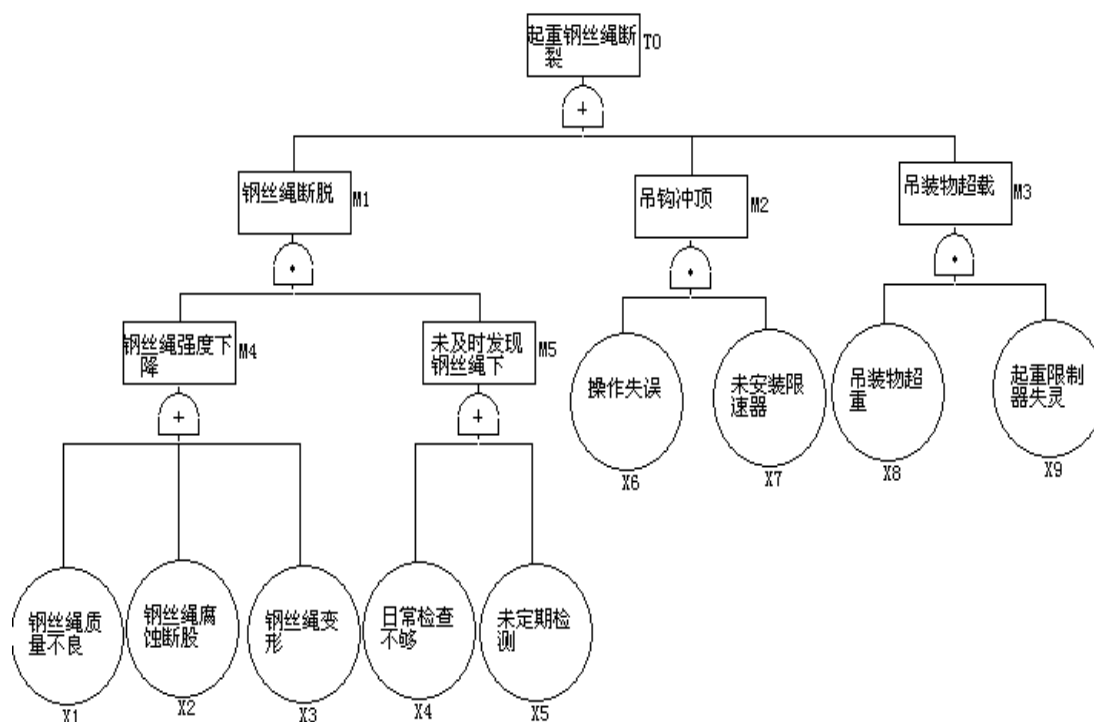 起重钢丝绳断
裂
T0
+
钢丝绳断脱
M1
吊钩冲顶
M2
吊装物超载
M3
钢丝绳强度下
降
M4
未及时发现
钢丝绳下
M5
+
+
操作失误
X6
未安装限
速器
X7
吊装物超
重
X8
起重限制
器失灵
X9
钢丝绳质
量不良
X1
钢丝绳腐
蚀断股
X2
钢丝绳变
形
X3
日常检查
不够
X4
未定期检
测
X5